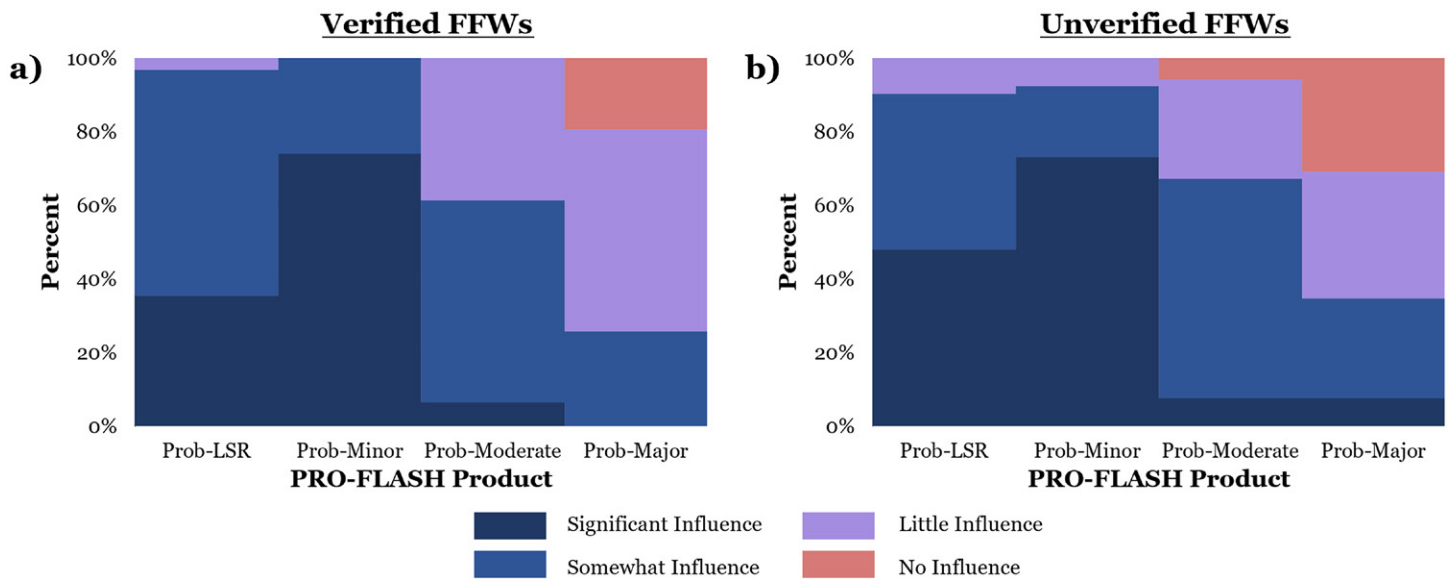 Verified FFWs
Unverified FFWs
a)
b)
100%
80%
60%
40%
20%
0%
Percent
Prob-LSR Prob-Minor Prob-Moderate Prob-Major
PRO-FLASH Product
100%
80%
60%
40%
20%
0%
Percent
Prob-LSR Prob-Minor Prob-Moderate Prob-Major
PRO-FLASH Product
Significant Influence
Little Influence
Somewhat Influence
No Influence